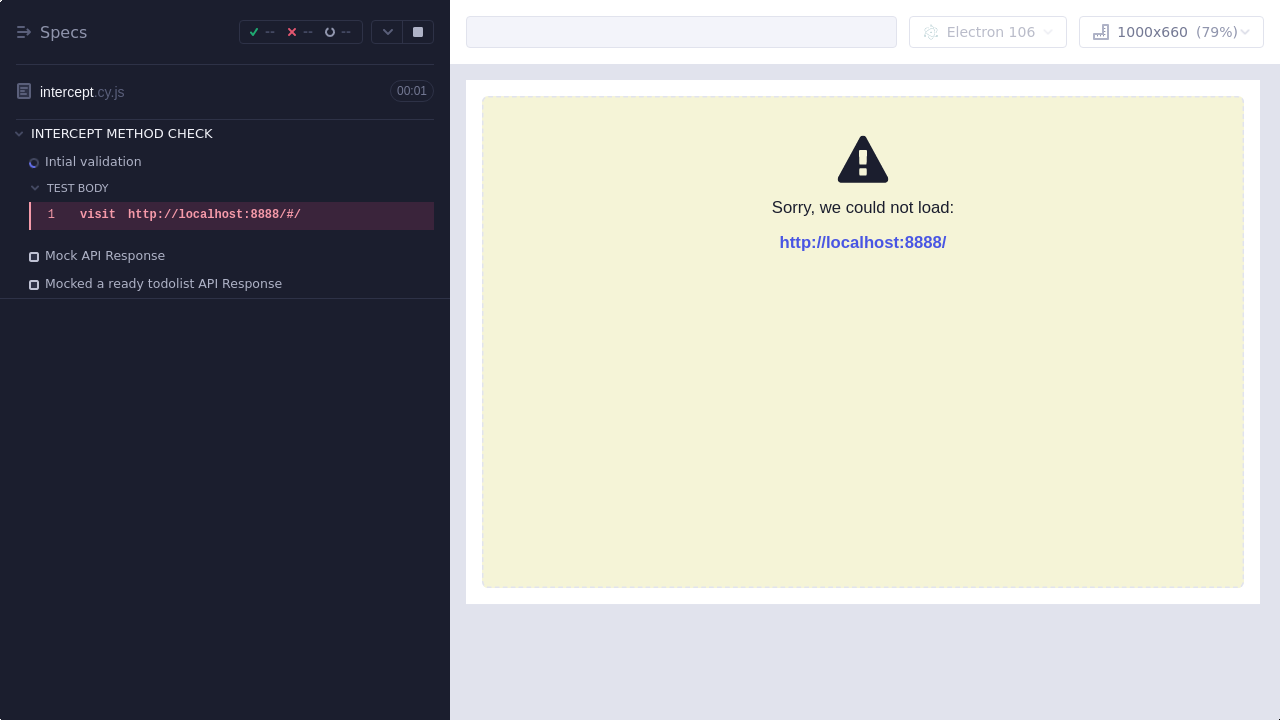 Specs
--
--
--
intercept.cy.js
00:01
INTERCEPT METHOD CHECK
Intial validation
TEST BODY
1 visit http://localhost:8888/#/
Mock API Response
Mocked a ready todolist API Response
Electron 106
1000x660 (79%)
Sorry, we could not load:
http://localhost:8888/